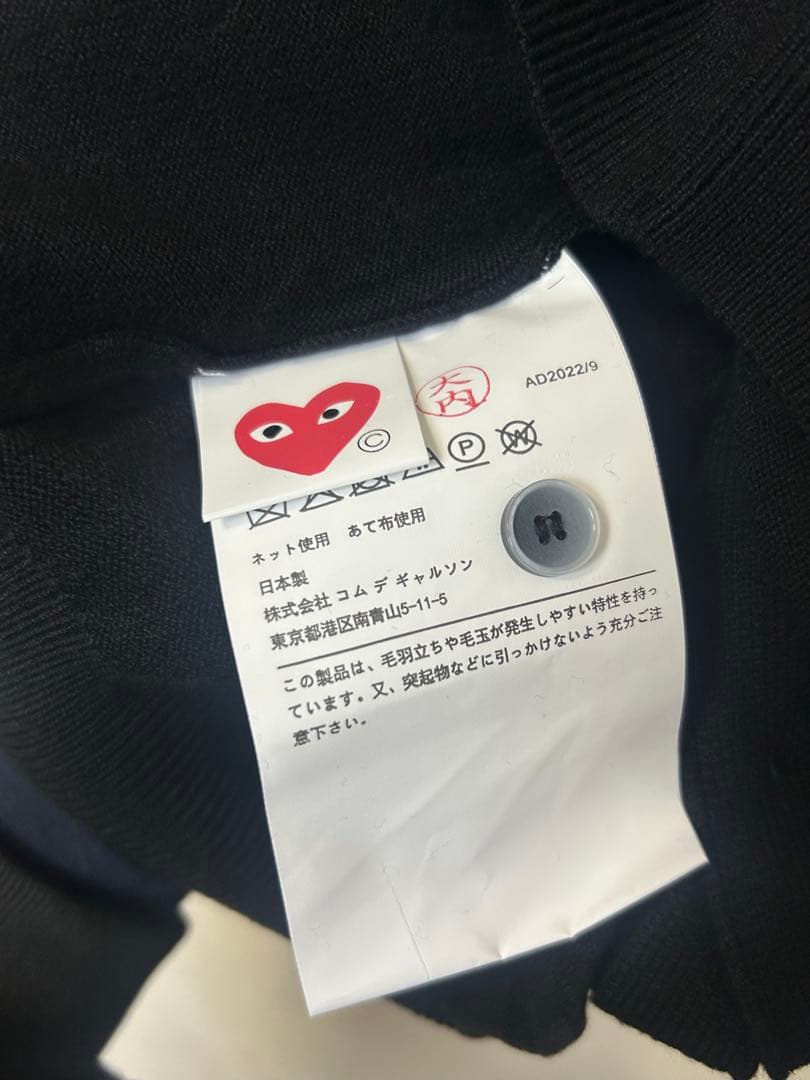 ©
大内
AD2022/9
P
W
ネット使用 あて布使用
日本製
株式会社 コム デ ギャルソン
東京都港区南青山5-11-5
この製品は、毛羽立ちや毛玉が発生しやすい特性を持っ
ています。又、突起物などに引っかけないよう充分ご注
意下さい。